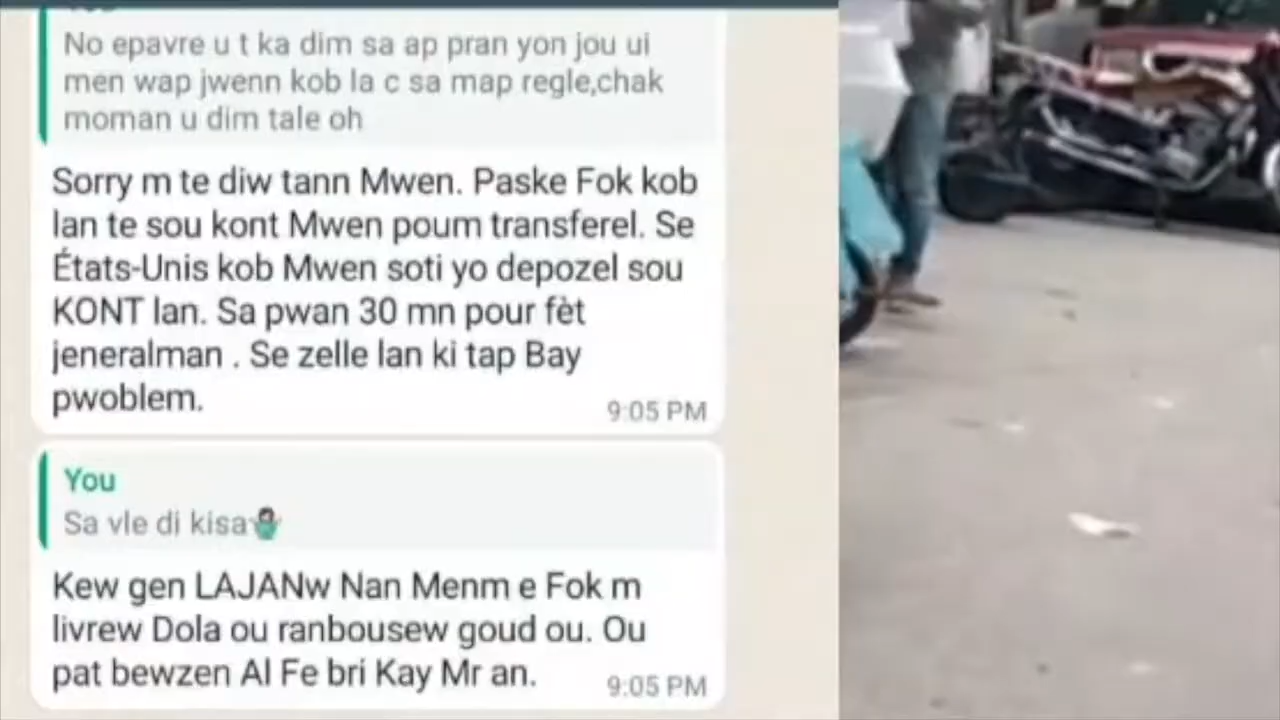 No epavre u t ka dim sa ap pran yon jou ui
men wap jwenn kob la c sa map regle,chak
moman u dim tale oh
Sorry m te diw tann Mwen. Paske Fok kob
lan te sou kont Mwen poum transferel. Se
États-Unis kob Mwen soti yo depozel sou
KONT lan. Sa pwan 30 mn pour fèt
jeneralman . Se zelle lan ki tap Bay
pwoblem.
9:05 PM
You
Sa vle di kisa
Kew gen LAJANw Nan Menm e Fok m
livrew Dola ou ranbousew goud ou. Ou
pat bewzen Al Fe bri Kay Mr an.
9:05 PM